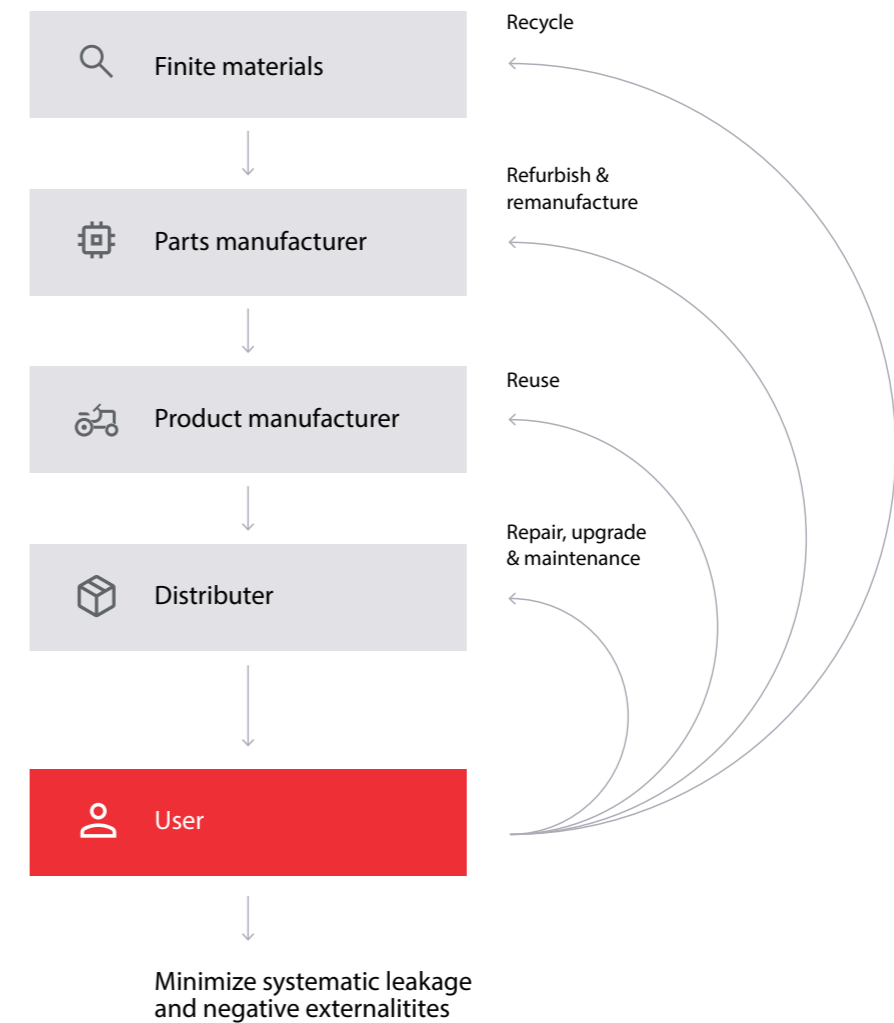 Recycle
Finite materials
Refurbish &
remanufacture
Parts manufacturer
Reuse
Product manufacturer
Repair, upgrade
& maintenance
Distributer
User
Minimize systematic leakage
and negative externalitites